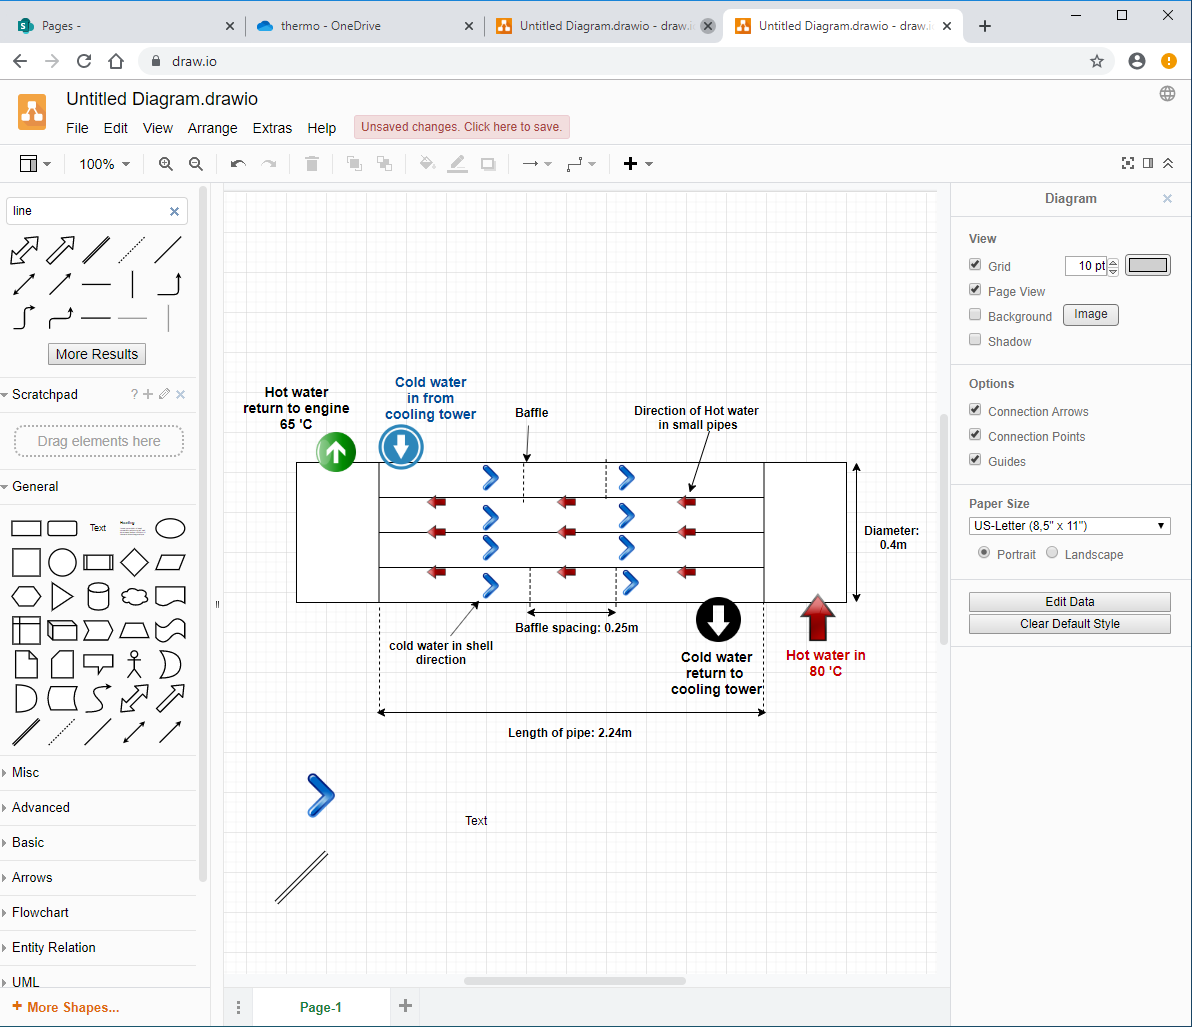 Pages -
thermo - OneDrive
Untitled Diagram.drawio - draw.i
Untitled Diagram.drawio - draw.i
draw.io
Untitled Diagram.drawio
File Edit View Arrange Extras Help
Unsaved changes. Click here to save.
100%
line
More Results
Scratchpad
?
Drag elements here
General
Text
Heading
Misc
Advanced
Basic
Arrows
Flowchart
Entity Relation
UML
More Shapes...
Hot water
return to engine
65 'C
Cold water
in from
cooling tower
Baffle
Direction of Hot water
in small pipes
Diameter:
0.4m
Baffle spacing: 0.25m
cold water in shell
direction
Cold water
return to
cooling tower
Hot water in
80 'C
Length of pipe: 2.24m
Text
Page-1
Diagram
View
Grid
10 pt
Page View
Background
Image
Shadow
Options
Connection Arrows
Connection Points
Guides
Paper Size
US-Letter (8,5" x 11")
Portrait Landscape
Edit Data
Clear Default Style